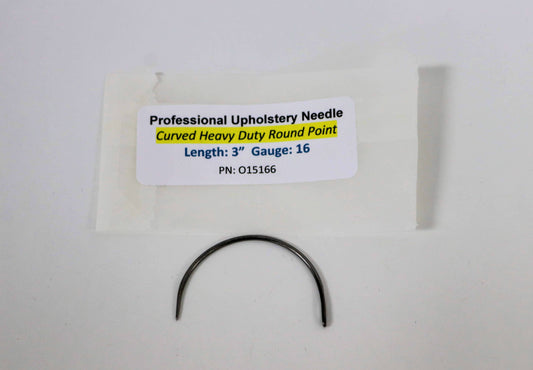 Professional Upholstery Needle
Curved Heavy Duty Round Point
Length: 3” Gauge: 16
PN: O15166